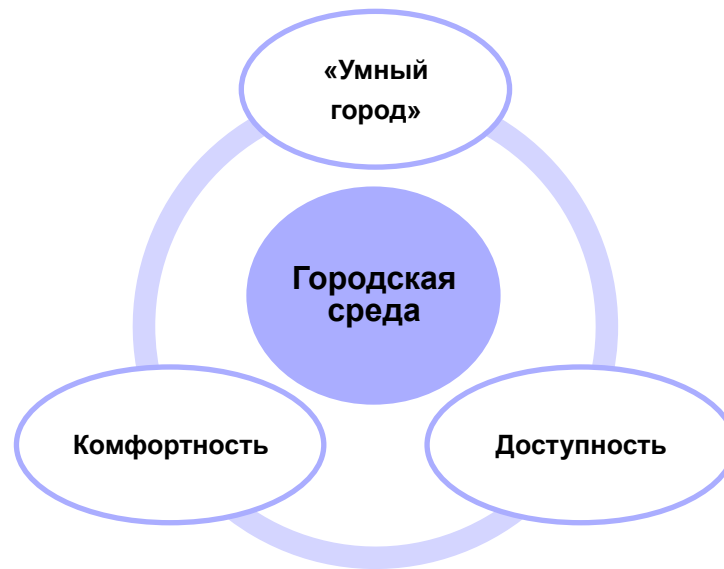 «Умный
город»
Городская
среда
Комфортность
Доступность